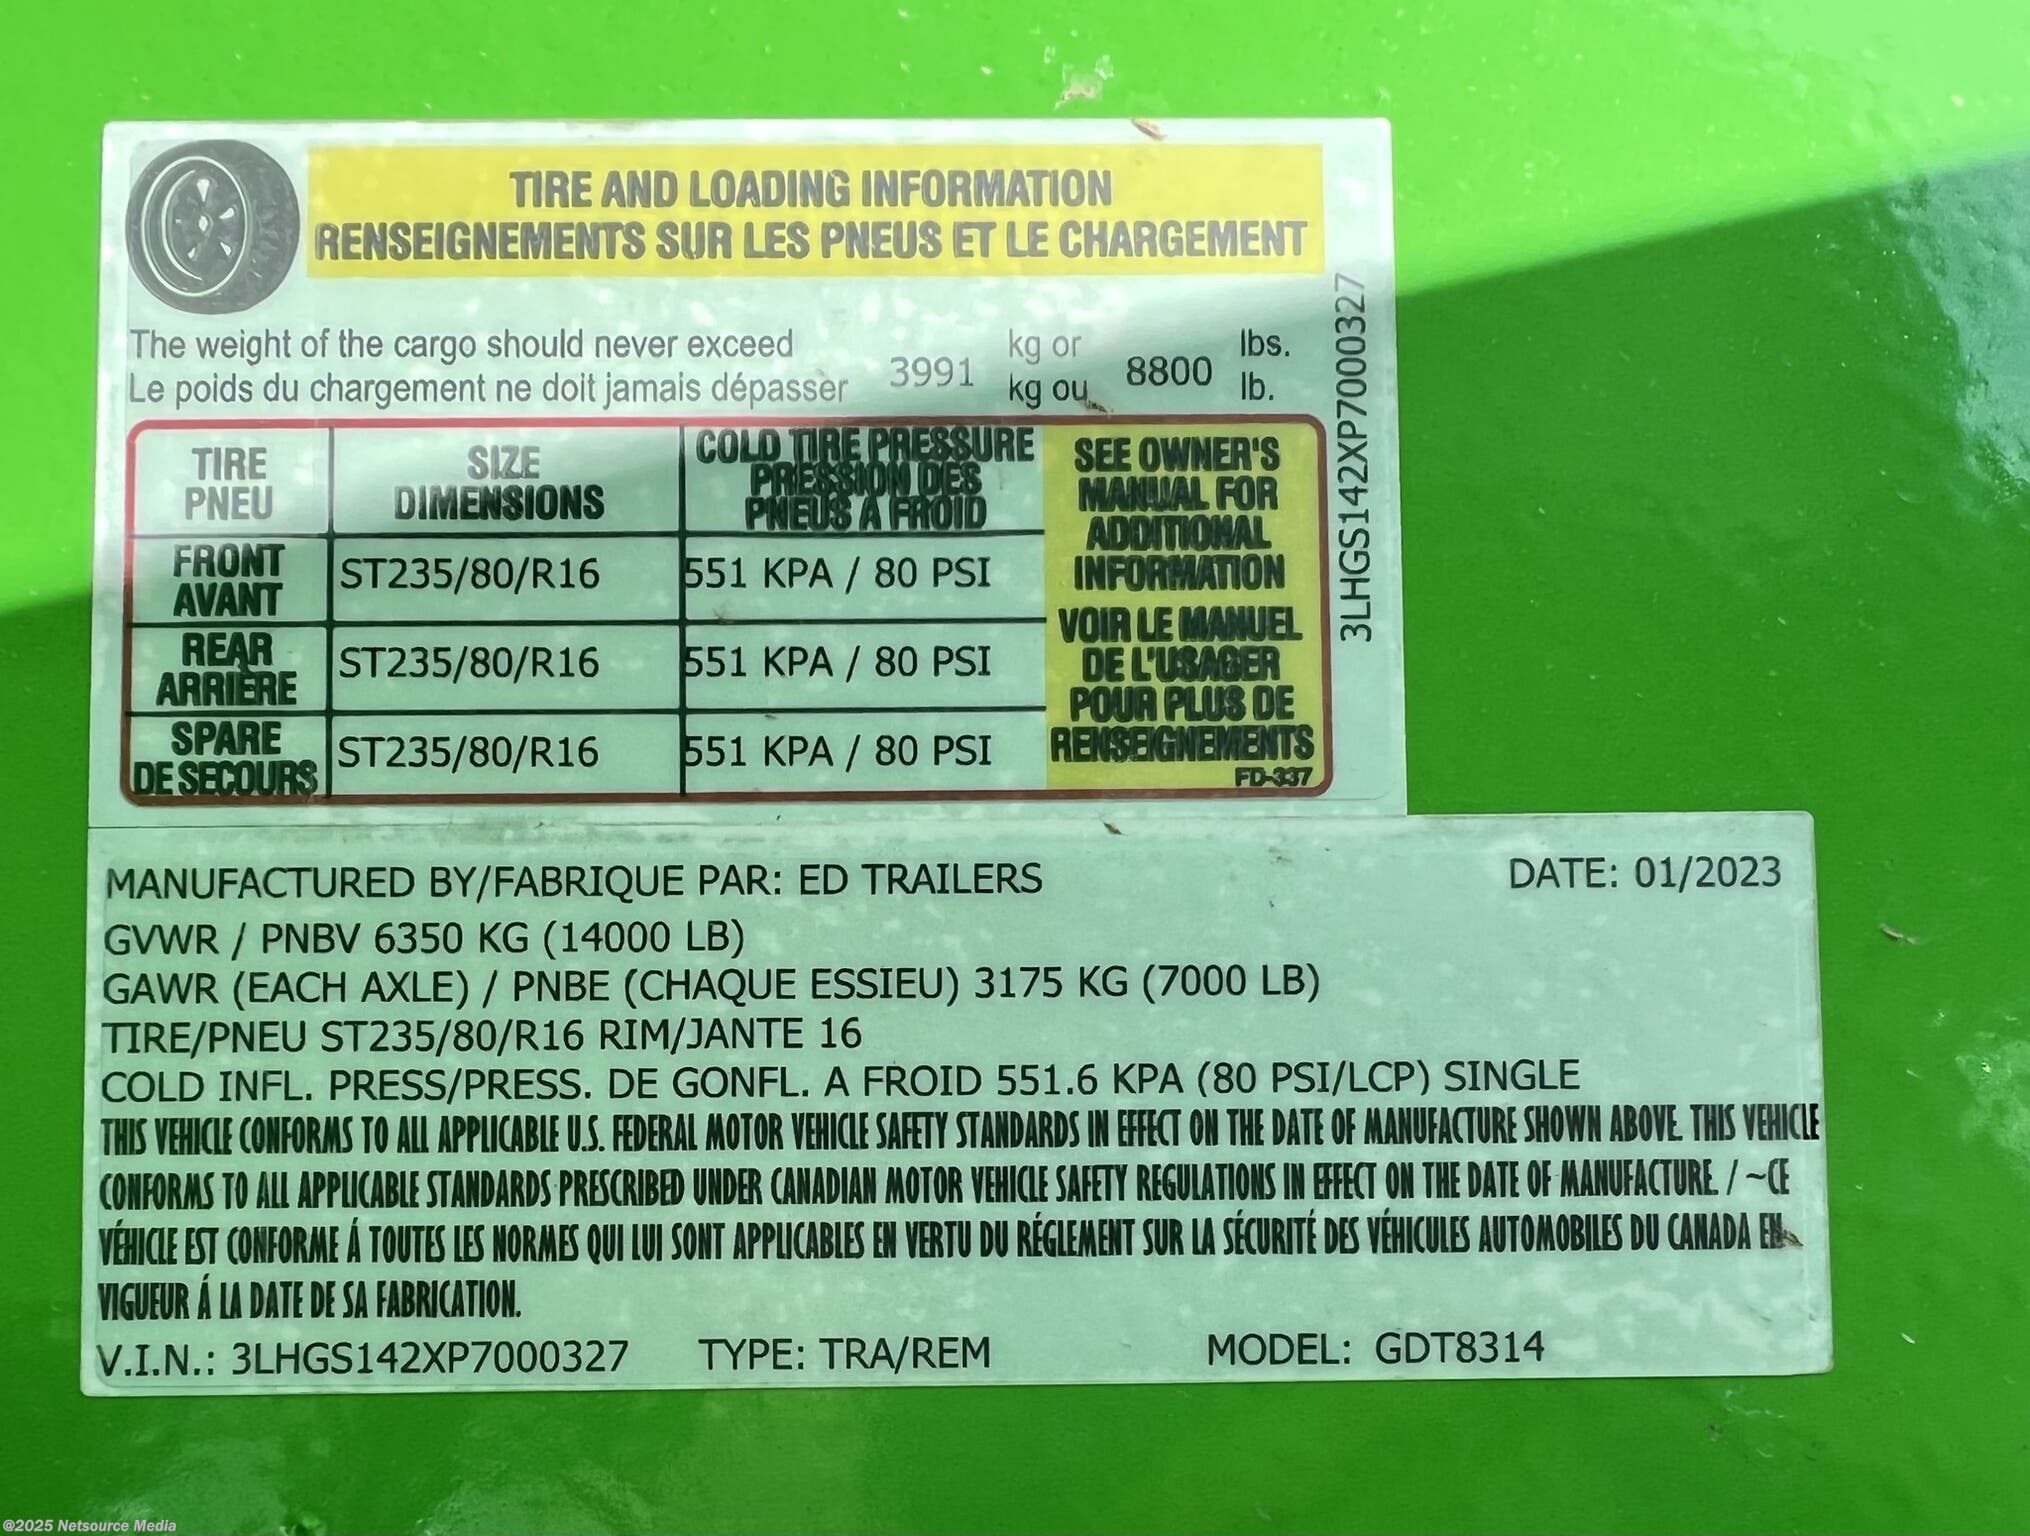 TIRE AND LOADING INFORMATION
RENSEIGNEMENTS SUR LES PNEUS ET LE CHARGEMENT
The weight of the cargo should never exceed 3991 kg or 8800 lbs.
Le poids du chargement ne doit jamais dépasser kg ou lb.
TIRE SIZE COLD TIRE PRESSURE
PNEU DIMENSIONS PRESSION DES
PNEUS A FROID
FRONT ST235/80/R16 551 KPA / 80 PSI
AVANT
REAR ST235/80/R16 551 KPA / 80 PSI
ARRIÈRE
SPARE ST235/80/R16 551 KPA / 80 PSI
DE SECOURS
SEE OWNER'S
MANUAL FOR
ADDITIONAL
INFORMATION
VOIR LE MANUEL
DE L'USAGER
POUR PLUS DE
RENSEIGNEMENTS
FD-337
3LHGS142XP7000327
MANUFACTURED BY/FABRIQUE PAR: ED TRAILERS DATE: 01/2023
GVWR / PNBV 6350 KG (14000 LB)
GAWR (EACH AXLE) / PNBE (CHAQUE ESSIEU) 3175 KG (7000 LB)
TIRE/PNEU ST235/80/R16 RIM/JANTE 16
COLD INFL. PRESS/PRESS. DE GONFL. A FROID 551.6 KPA (80 PSI/LCP) SINGLE
THIS VEHICLE CONFORMS TO ALL APPLICABLE U.S. FEDERAL MOTOR VEHICLE SAFETY STANDARDS IN EFFECT ON THE DATE OF MANUFACTURE SHOWN ABOVE. THIS VEHICLE
CONFORMS TO ALL APPLICABLE STANDARDS PRESCRIBED UNDER CANADIAN MOTOR VEHICLE SAFETY REGULATIONS IN EFFECT ON THE DATE OF MANUFACTURE. / ~CE
VÉHICLE EST CONFORME Á TOUTES LES NORMES QUI LUI SONT APPLICABLES EN VERTU DU RÉGLEMENT SUR LA SÉCURITÉ DES VÉHICULES AUTOMOBILES DU CANADA EN
VIGUEUR Á LA DATE DE SA FABRICATION.
V.I.N.: 3LHGS142XP7000327 TYPE: TRA/REM MODEL: GDT8314
©2025 Netsource Media